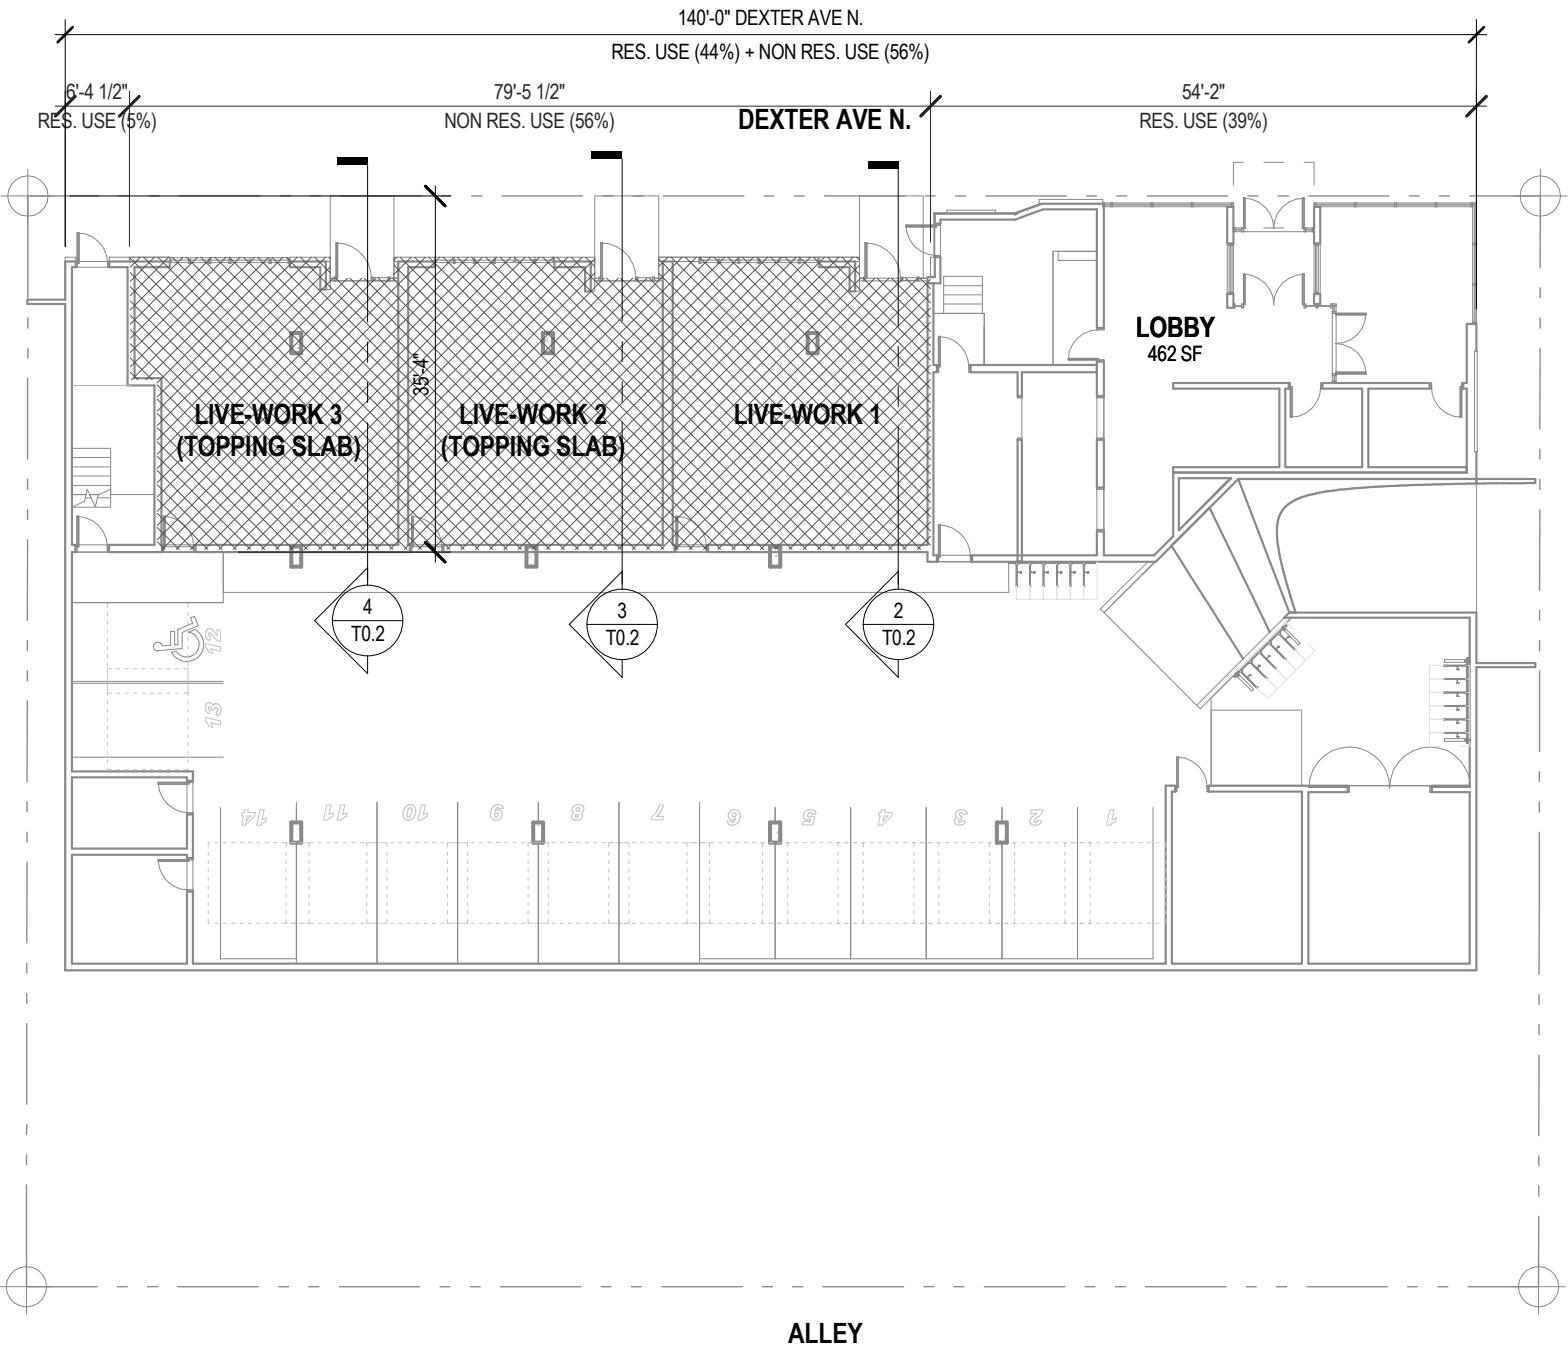 140'-0" DEXTER AVE N.
RES. USE (44%) + NON RES. USE (56%)
6'-4 1/2"
79'-5 1/2"
54'-2"
RES. USE (5%)
NON RES. USE (56%)
DEXTER AVE N.
RES. USE (39%)
LOBBY
462 SF
35'-4"
LIVE-WORK 3
(TOPPING SLAB)
LIVE-WORK 2
(TOPPING SLAB)
LIVE-WORK 1
4
T0.2
3
T0.2
2
T0.2
12
13
14
11
10
9
8
7
6
5
4
3
2
1
ALLEY